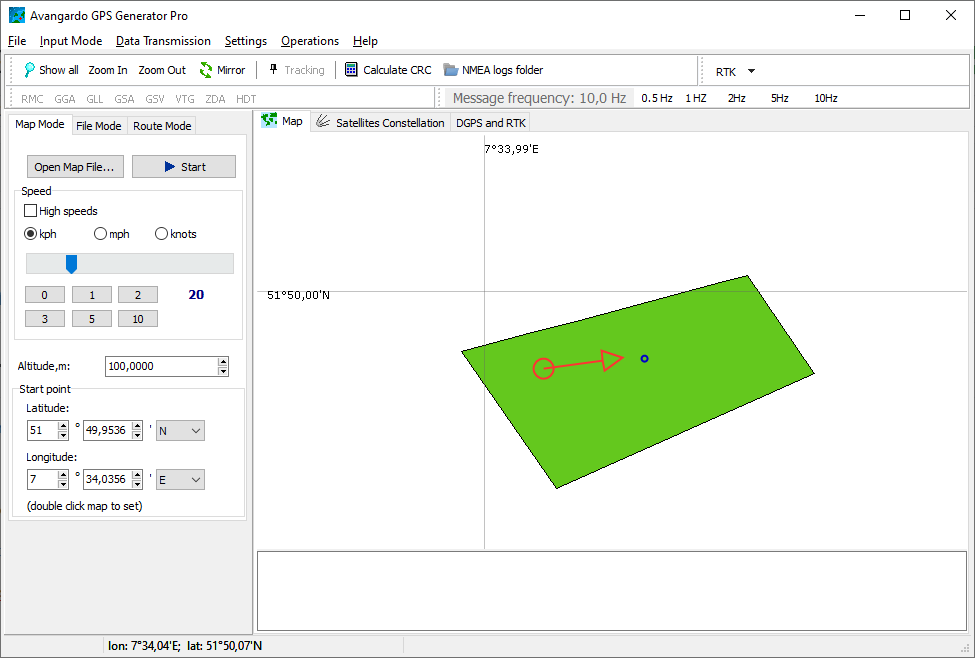 Avangardo GPS Generator Pro
File Input Mode Data Transmission Settings Operations Help
Show all Zoom In Zoom Out Mirror Tracking Calculate CRC NMEA logs folder RTK
RMC GGA GLL GSA GSV VTG ZDA HDT Message frequency: 10,0 Hz 0.5 Hz 1 HZ 2Hz 5Hz 10Hz
Map Mode File Mode Route Mode
Map Satellites Constellation DGPS and RTK
7°33,99'E
Open Map File... Start
Speed
High speeds
kph mph knots
0 1 2 20
3 5 10
51°50,00'N
Altitude,m: 100,0000
Start point
Latitude:
51 ° 49,9536 ' N
Longitude:
7 ° 34,0356 ' E
(double click map to set)
lon: 7°34,04'E; lat: 51°50,07'N